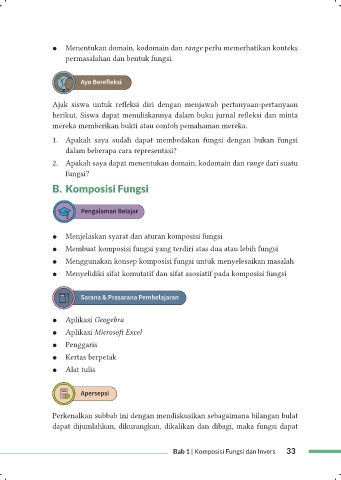 ● Menentukan domain, kodomain dan range perlu memerhatikan konteks
permasalahan dan bentuk fungsi.
Ayo Berefleksi
Ajak siswa untuk refleksi diri dengan menjawab pertanyaan-pertanyaan
berikut. Siswa dapat menuliskannya dalam buku jurnal refleksi dan minta
mereka memberikan bukti atau contoh pemahaman mereka.
1. Apakah saya sudah dapat membedakan fungsi dengan bukan fungsi
dalam beberapa cara representasi?
2. Apakah saya dapat menentukan domain, kodomain dan range dari suatu
fungsi?
B. Komposisi Fungsi
Pengalaman Belajar
● Menjelaskan syarat dan aturan komposisi fungsi
● Membuat komposisi fungsi yang terdiri atas dua atau lebih fungsi
● Menggunakan konsep komposisi fungsi untuk menyelesaikan masalah
● Menyelidiki sifat komutatif dan sifat asosiatif pada komposisi fungsi
Sarana & Prasarana Pembelajaran
● Aplikasi Geogebra
● Aplikasi Microsoft Excel
● Penggaris
● Kertas berpetak
● Alat tulis
Apersepsi
Perkenalkan subbab ini dengan mendiskusikan sebagaimana bilangan bulat
dapat dijumlahkan, dikurangkan, dikalikan dan dibagi, maka fungsi dapat
Bab 1 | Komposisi Fungsi dan Invers 33